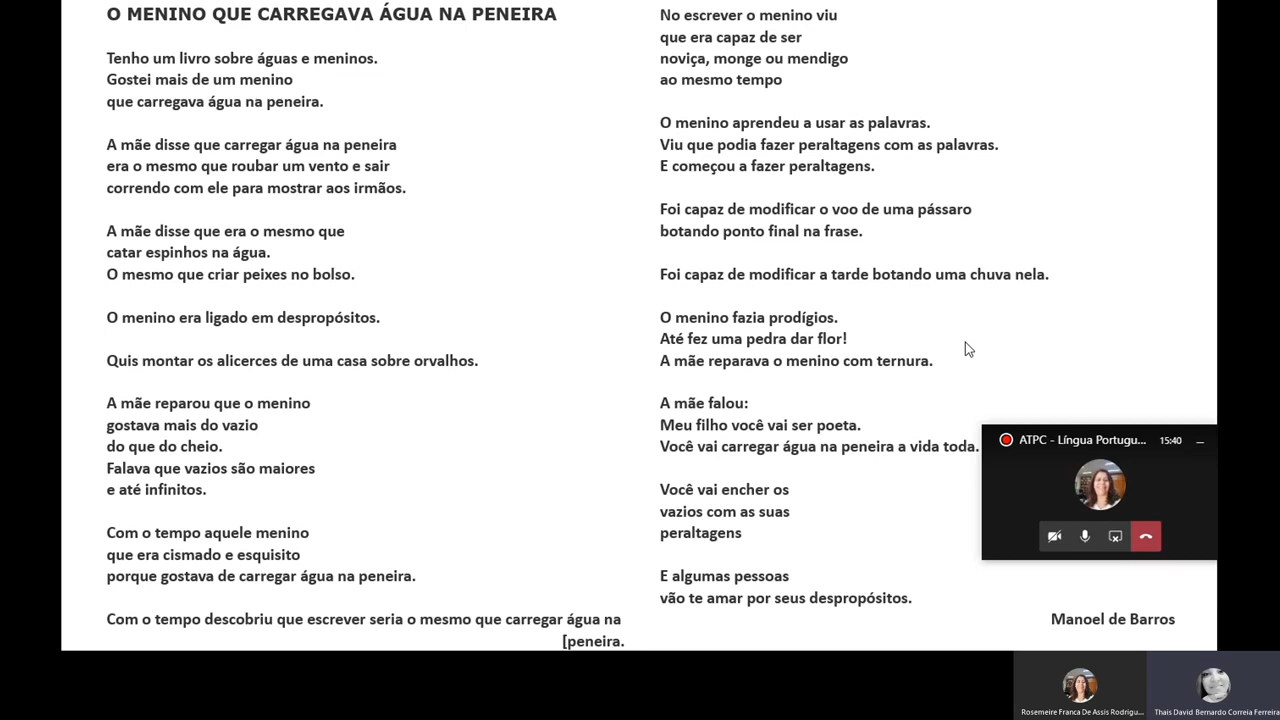 O MENINO QUE CARREGAVA ÁGUA NA PENEIRA
Tenho um livro sobre águas e meninos.
Gostei mais de um menino
que carregava água na peneira.
A mãe disse que carregar água na peneira
era o mesmo que roubar um vento e sair
correndo com ele para mostrar aos irmãos.
A mãe disse que era o mesmo que
catar espinhos na água.
O mesmo que criar peixes no bolso.
O menino era ligado em despropósitos.
Quis montar os alicerces de uma casa sobre orvalhos.
A mãe reparou que o menino
gostava mais do vazio
do que do cheio.
Falava que vazios são maiores
e até infinitos.
Com o tempo aquele menino
que era cismado e esquisito
porque gostava de carregar água na peneira.
Com o tempo descobriu que escrever seria o mesmo que carregar água na
[peneira.
No escrever o menino viu
que era capaz de ser
noviça, monge ou mendigo
ao mesmo tempo
O menino aprendeu a usar as palavras.
Viu que podia fazer peraltagens com as palavras.
E começou a fazer peraltagens.
Foi capaz de modificar o voo de uma pássaro
botando ponto final na frase.
Foi capaz de modificar a tarde botando uma chuva nela.
O menino fazia prodígios.
Até fez uma pedra dar flor!
A mãe reparava o menino com ternura.
A mãe falou:
Meu filho você vai ser poeta.
Você vai carregar água na peneira a vida toda.
Você vai encher os
vazios com as suas
peraltagens
E algumas pessoas
vão te amar por seus despropósitos.
Manoel de Barros
ATPC - Língua Portugu... 15:40
Rosemeire Franca De Assis Rodrigu...
Thais David Bernardo Correia Ferreira